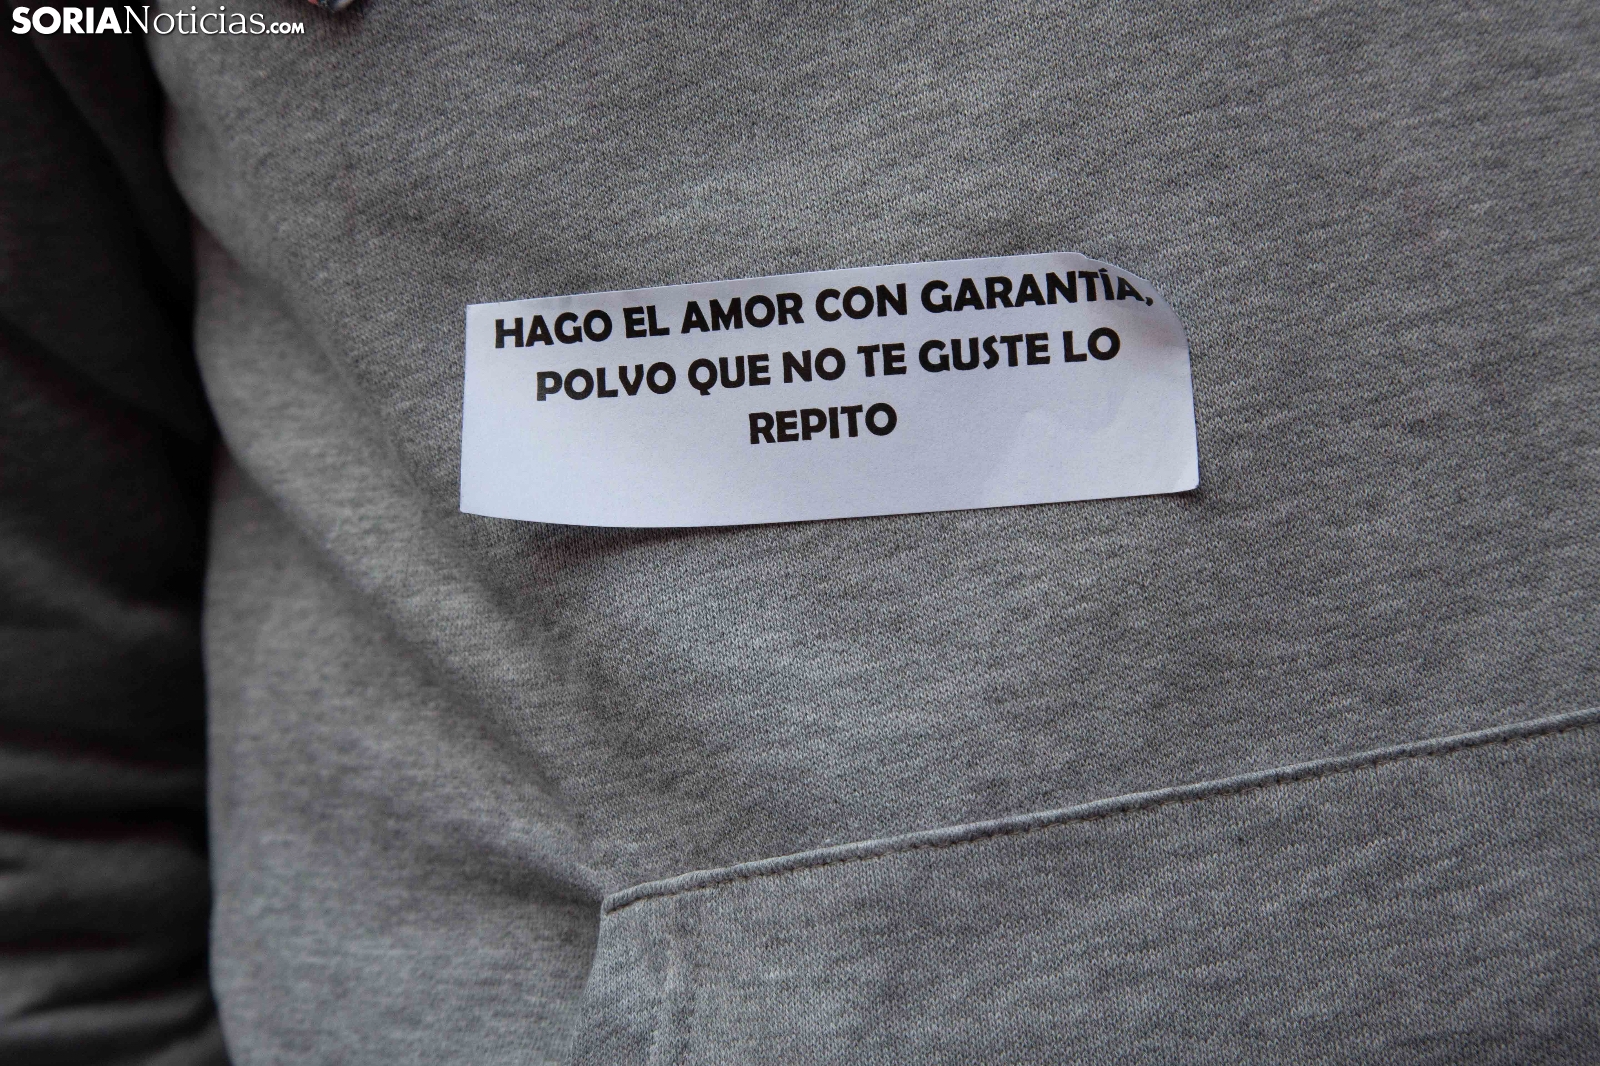 SORIANoticias.com
HAGO EL AMOR CON GARANTÍA,
POLVO QUE NO TE GUSTE LO
REPITO